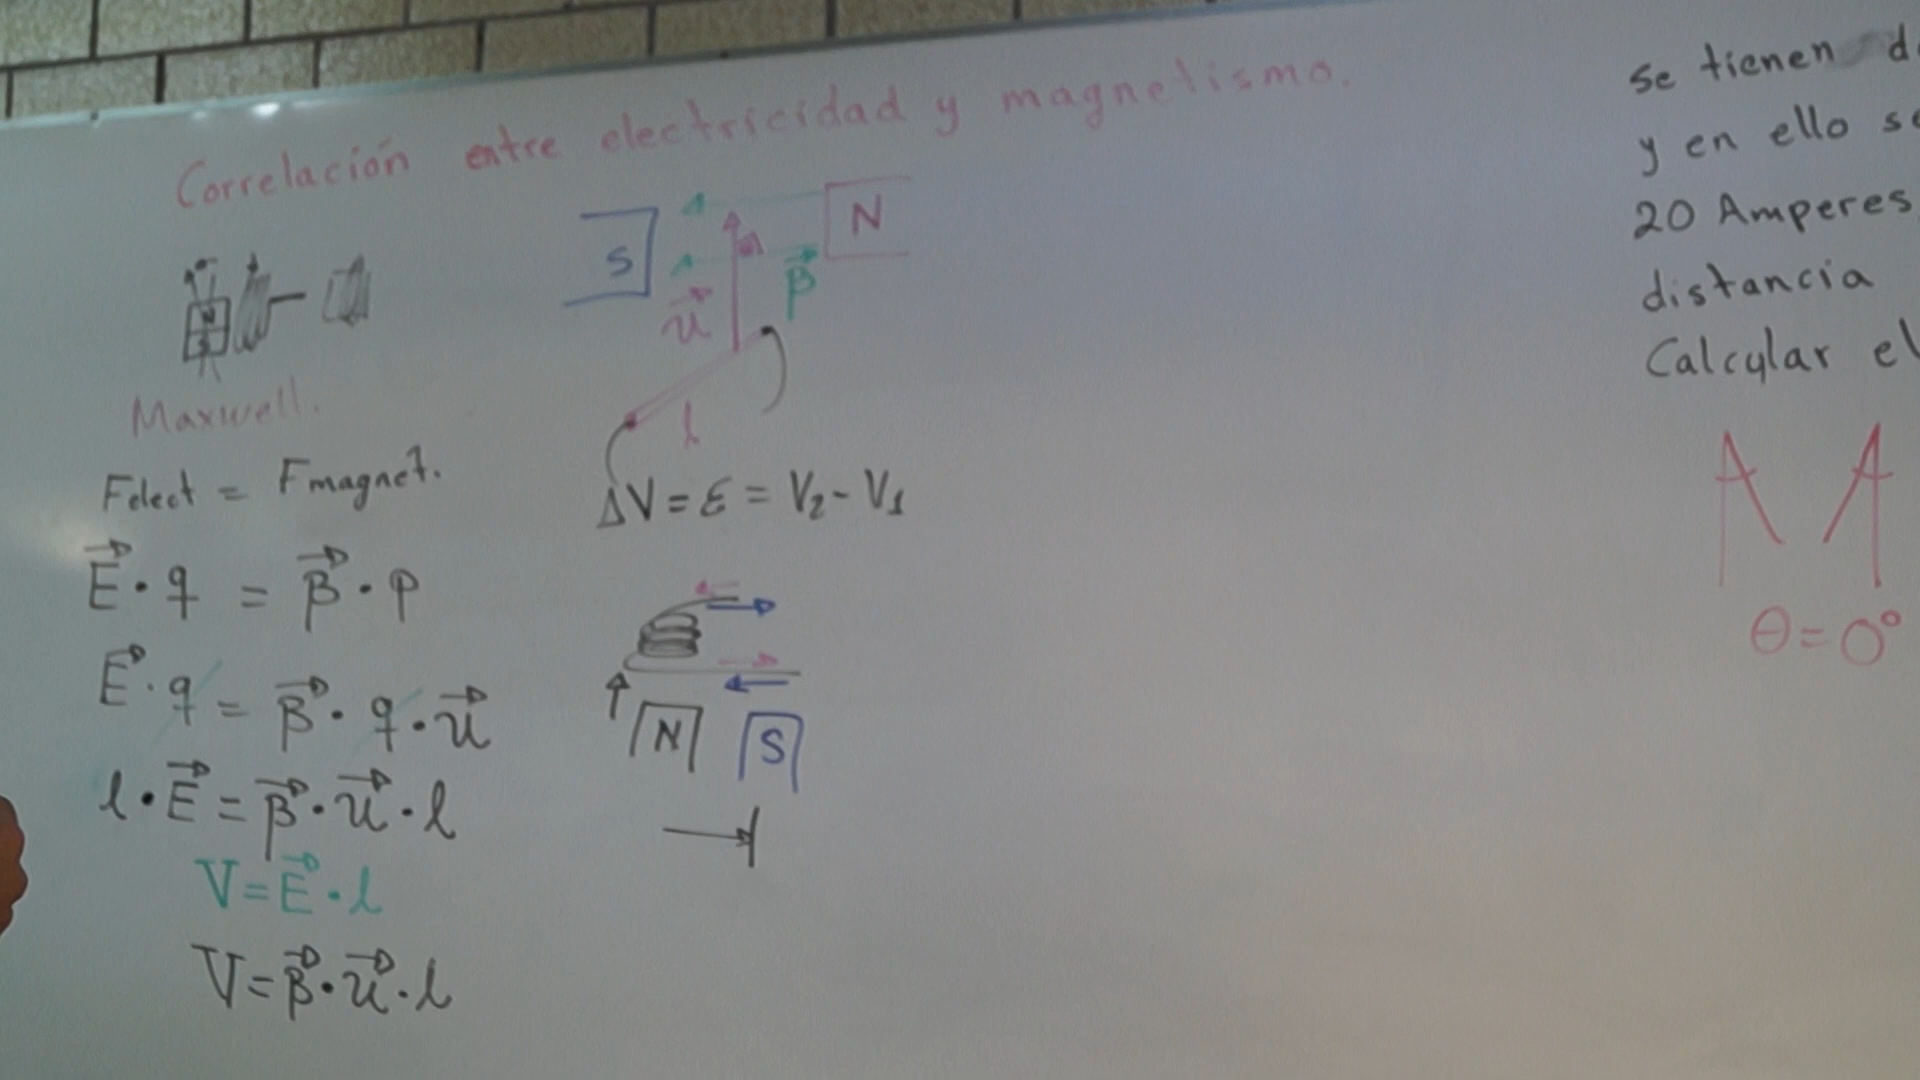 Correlación entre electricidad y magnetismo.
S
N
β⃗
u⃗
l
N
S
Maxwell.
Felect = Fmagnet.
ΔV = ε = V₂ - V₁
E⃗ · q = β⃗ · p
E⃗ · q = β⃗ · q · u⃗
l · E⃗ = β⃗ · u⃗ · l
V = E⃗ · l
V = β⃗ · u⃗ · l
N
S
Se tienen d
y en ello se
20 Amperes
distancia
Calcular el
θ = 0°